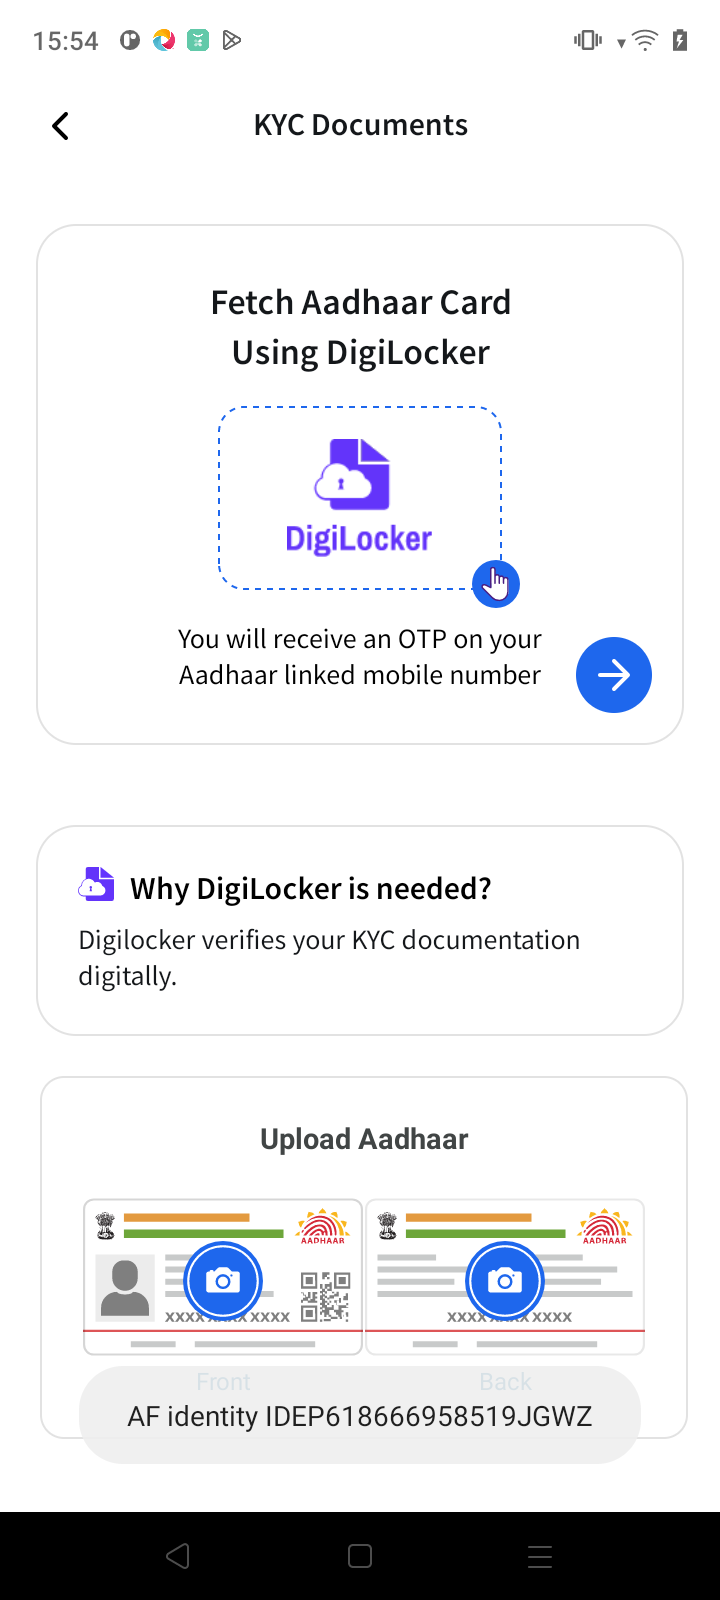 15:54
KYC Documents
Fetch Aadhaar Card
Using DigiLocker
DigiLocker
You will receive an OTP on your
Aadhaar linked mobile number
Why DigiLocker is needed?
Digilocker verifies your KYC documentation
digitally.
Upload Aadhaar
AADHAAR
AADHAAR
XXXX XXXX XXXX
XXXX XXXX XXXX
Front
Back
AF identity IDEP618666958519JGWZ